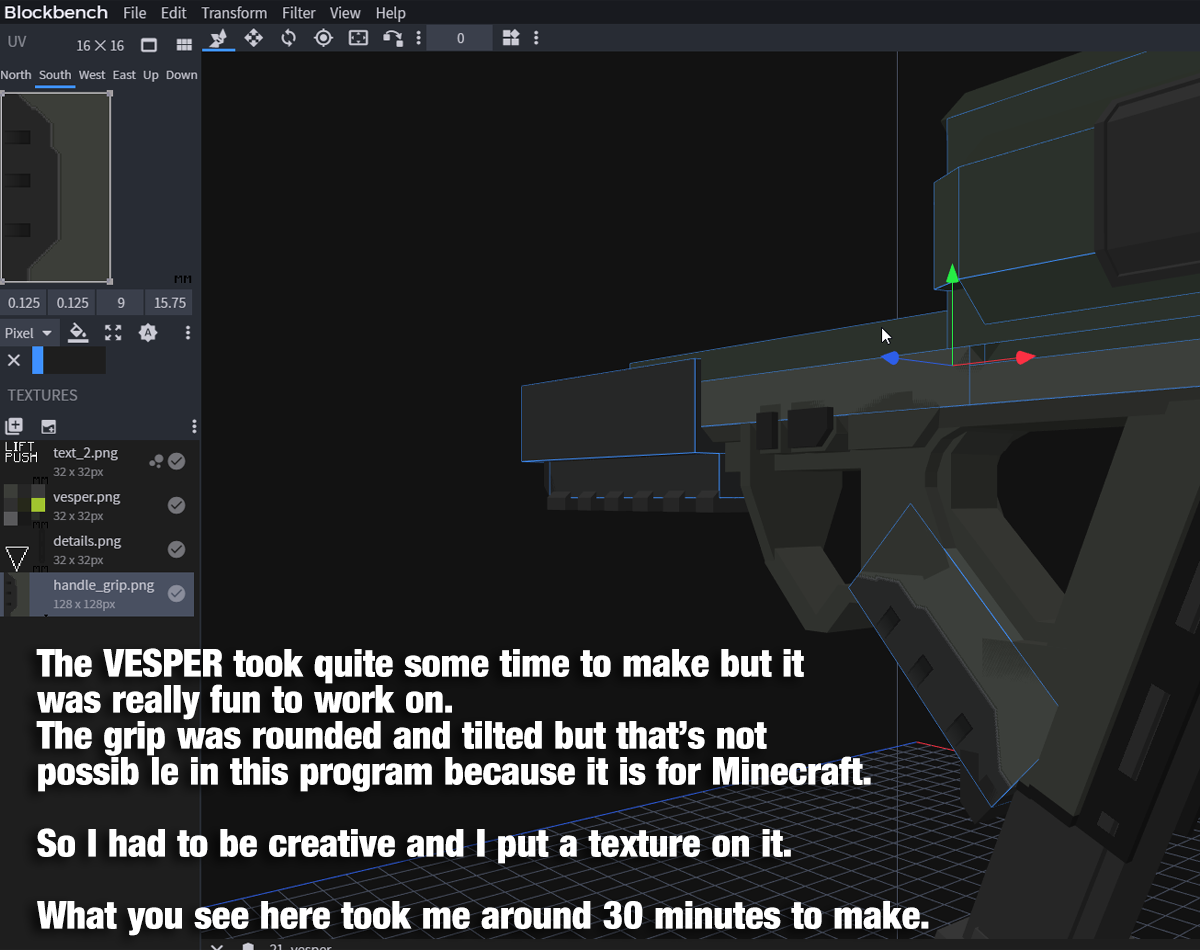 Blockbench File Edit Transform Filter View Help
UV 16 × 16 0
North South West East Up Down
MM
0.125 0.125 9 15.75
Pixel
TEXTURES
LIFT
PUSH
text_2.png
32 x 32px
vesper.png
32 x 32px
details.png
32 x 32px
handle_grip.png
128 x 128px
The VESPER took quite some time to make but it
was really fun to work on.
The grip was rounded and tilted but that's not
possib le in this program because it is for Minecraft.
So I had to be creative and I put a texture on it.
What you see here took me around 30 minutes to make.